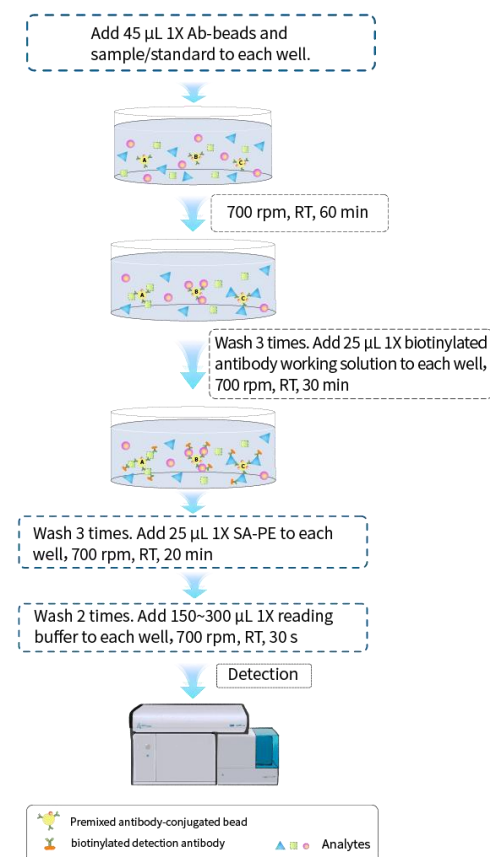 Add 45 µL 1X Ab-beads and
sample/standard to each well.
A
B
C
700 rpm, RT, 60 min
A
B
C
Wash 3 times. Add 25 µL 1X biotinylated
antibody working solution to each well,
700 rpm, RT, 30 min
A
B
C
Wash 3 times. Add 25 µL 1X SA-PE to each
well, 700 rpm, RT, 20 min
Wash 2 times. Add 150~300 µL 1X reading
buffer to each well, 700 rpm, RT, 30 s
Detection
Premixed antibody-conjugated bead
biotinylated detection antibody
Analytes